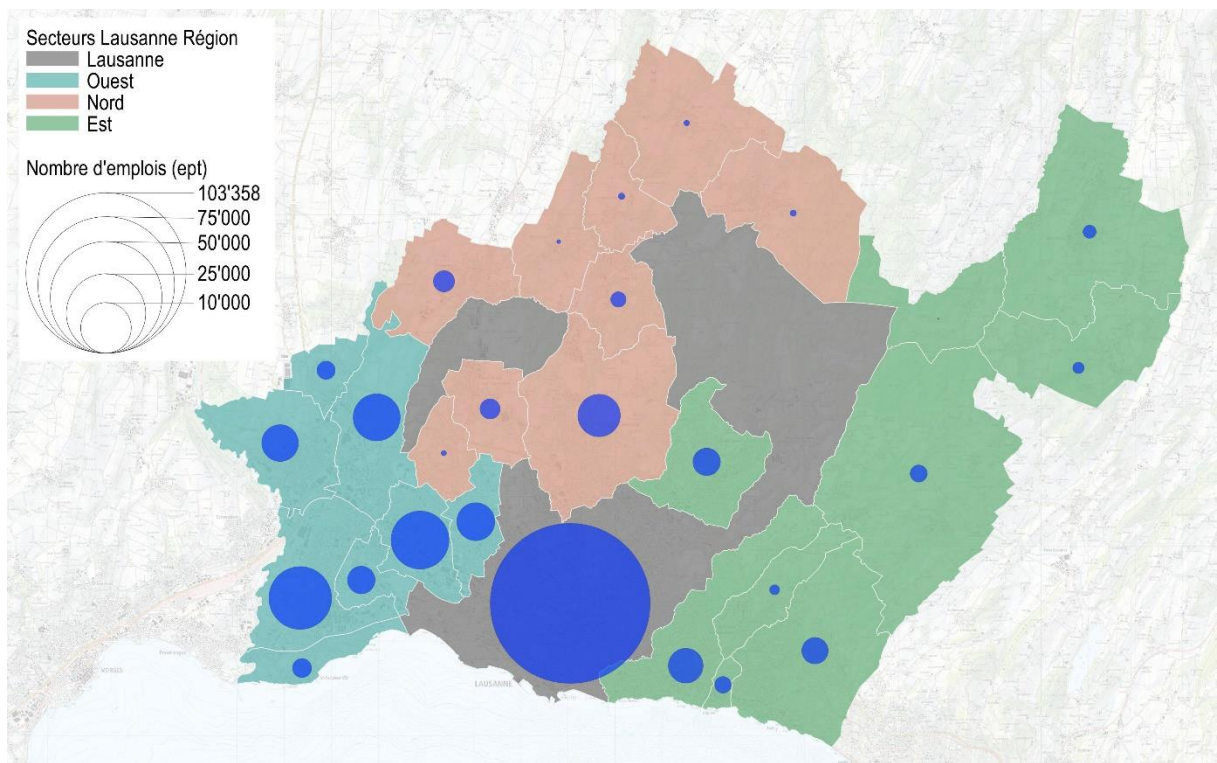 Secteurs Lausanne Région
Lausanne
Ouest
Nord
Est
Nombre d'emplois (ept)
103'358
75'000
50'000
25'000
10'000
MORGES
LAUSANNE